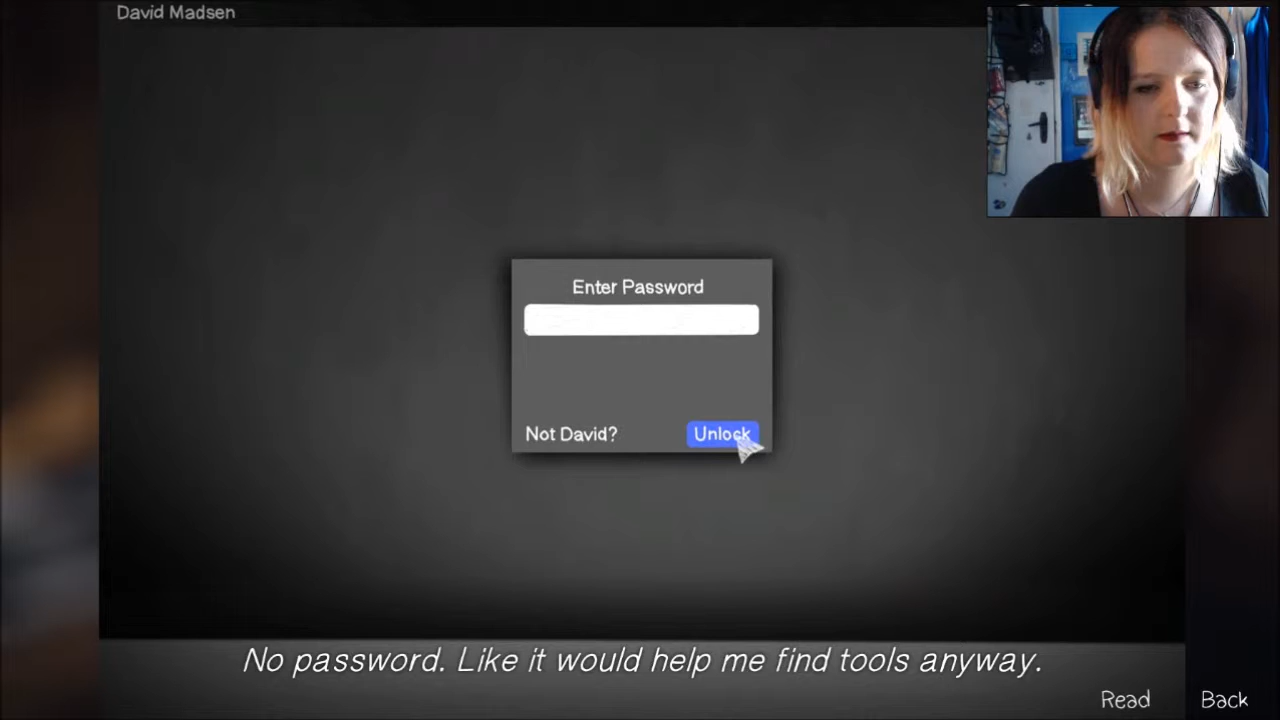 David Madsen
Enter Password
Not David?
Unlock
No password. Like it would help me find tools anyway.
Read
Back